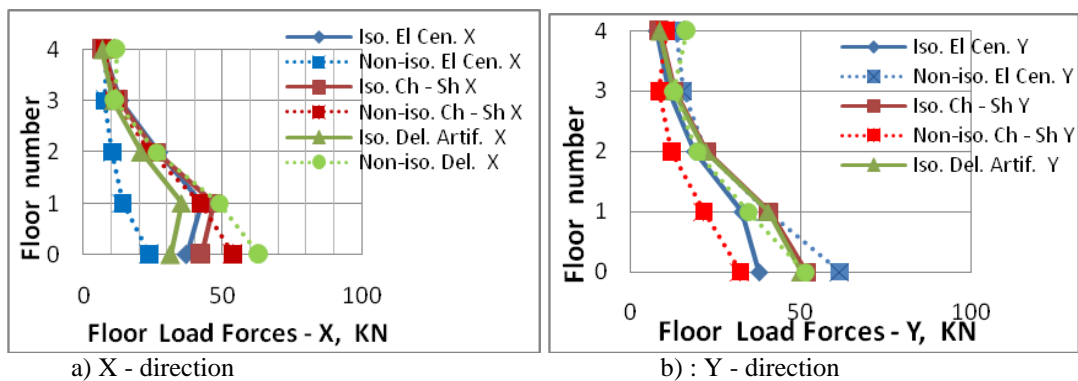 Floor number
4
3
2
1
0
0
50
100
Floor Load Forces - X, KN
Iso. El Cen. X
Non-iso. El Cen. X
Iso. Ch - Sh X
Non-iso. Ch - Sh X
Iso. Del. Artif. X
Non-iso. Del. X
a) X - direction
Floor number
4
3
2
1
0
0
50
100
Floor Load Forces - Y, KN
Iso. El Cen. Y
Non-iso. El Cen. Y
Iso. Ch - Sh Y
Non-iso. Ch - Sh Y
Iso. Del. Artif. Y
b) : Y - direction